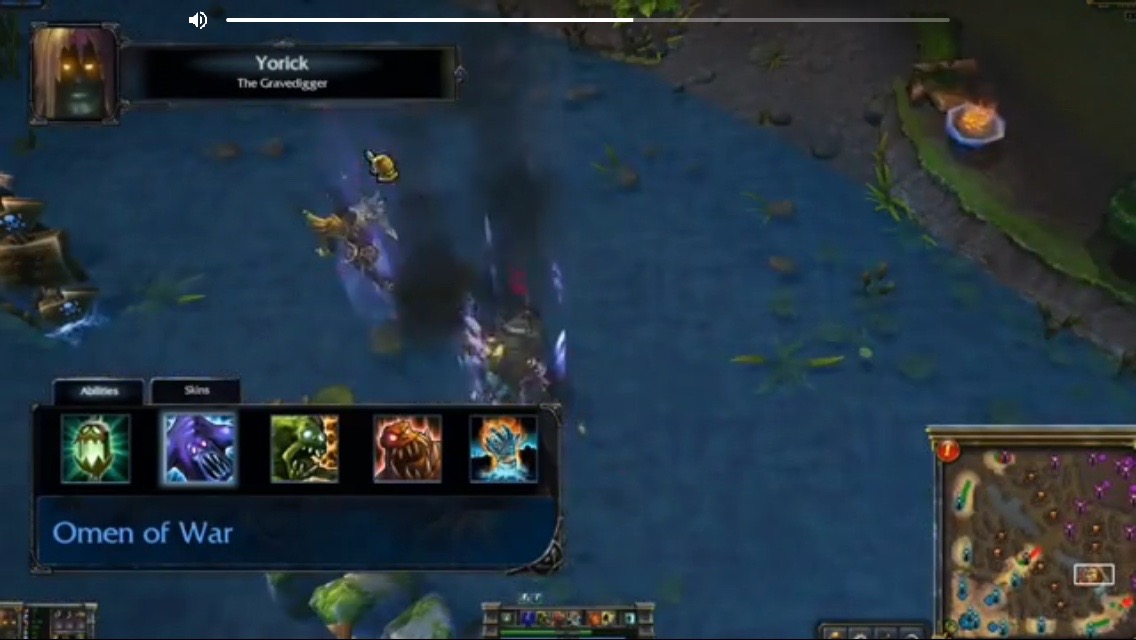 Yorick
The Gravedigger
Abilities
Skins
Omen of War